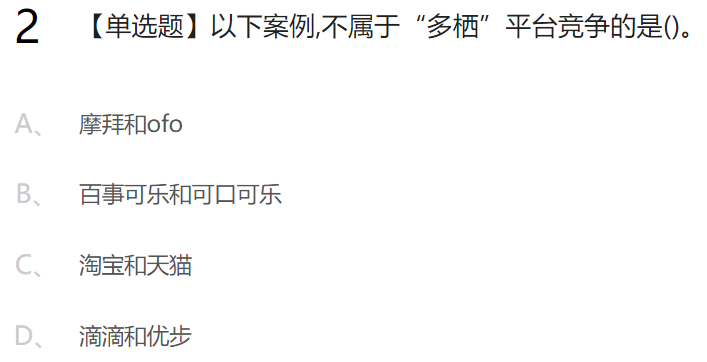 2 【单选题】以下案例,不属于“多栖”平台竞争的是()。
A、 摩拜和ofo
B、 百事可乐和可口可乐
C、 淘宝和天猫
D、 滴滴和优步